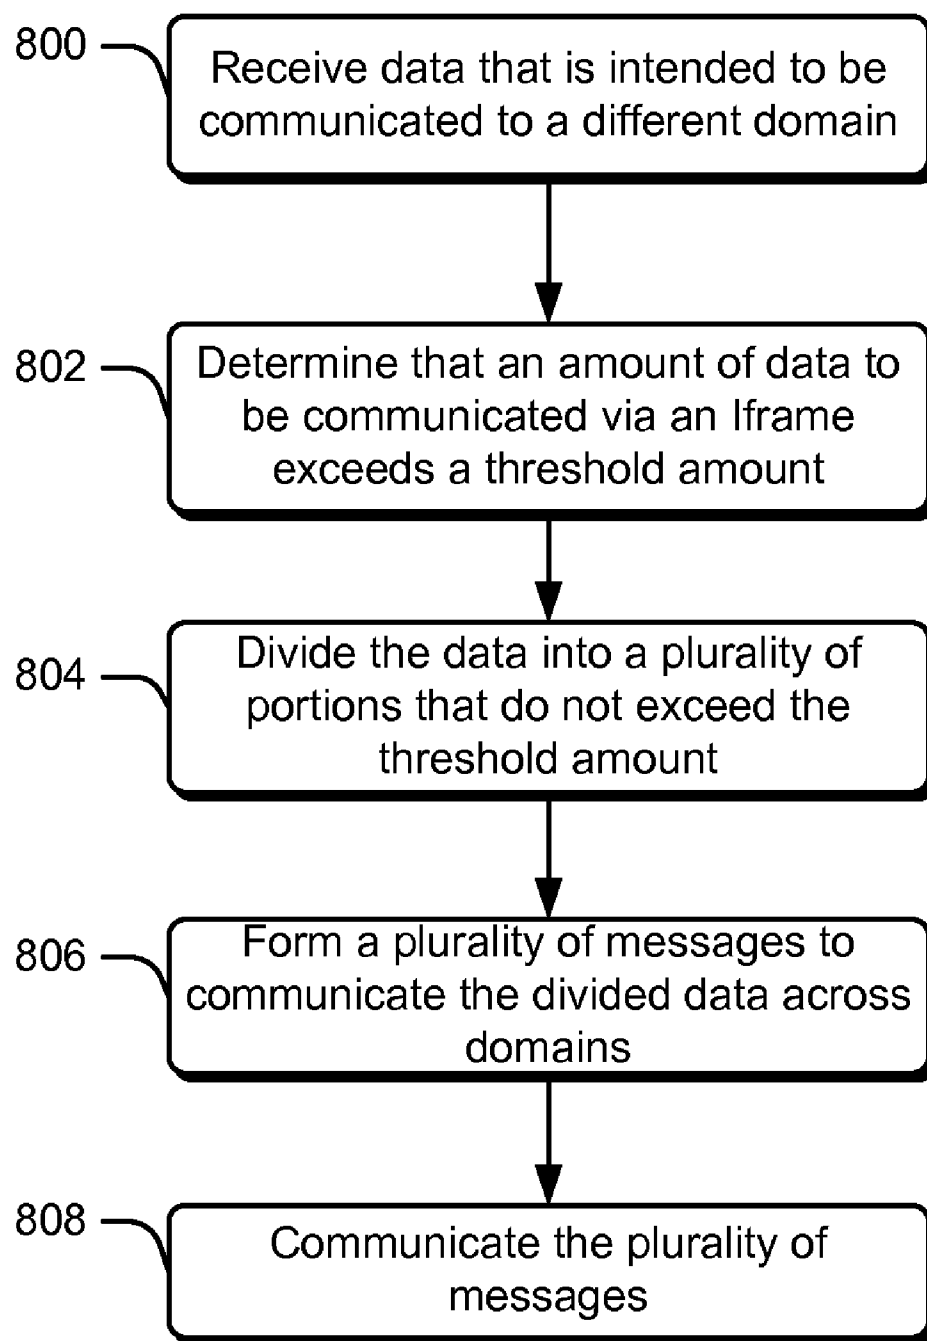 800
Receive data that is intended to be
communicated to a different domain
802
Determine that an amount of data to
be communicated via an Iframe
exceeds a threshold amount
804
Divide the data into a plurality of
portions that do not exceed the
threshold amount
806
Form a plurality of messages to
communicate the divided data across
domains
808
Communicate the plurality of
messages